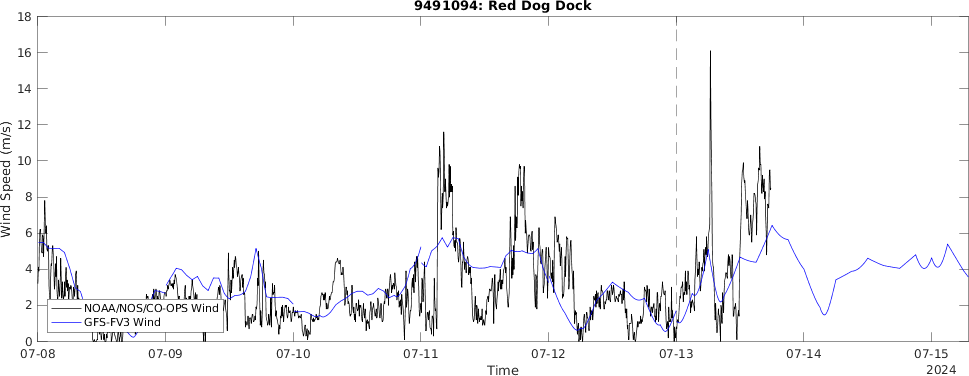 9491094: Red Dog Dock
18
16
14
12
10
8
6
4
2
0
Wind Speed (m/s)
NOAA/NOS/CO-OPS Wind
GFS-FV3 Wind
07-08 07-09 07-10 07-11 07-12 07-13 07-14 07-15
Time
2024